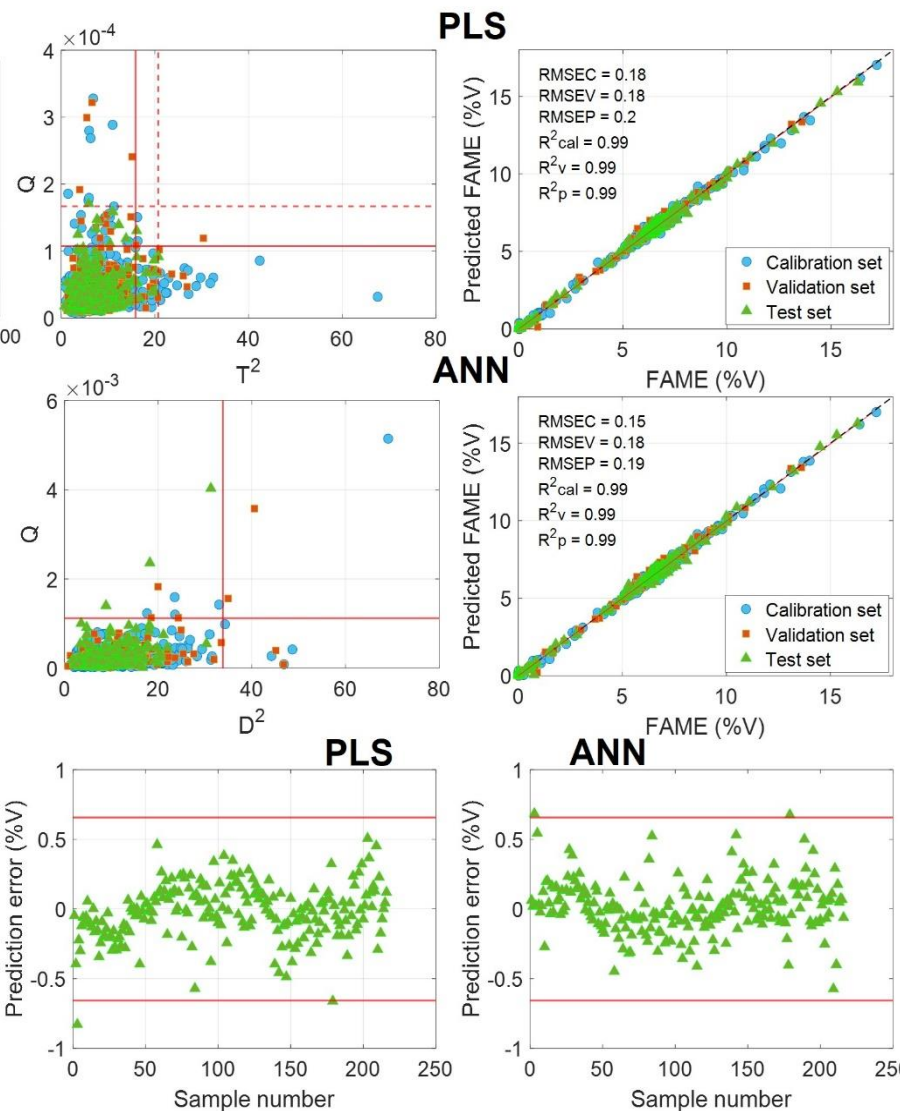 PLS
×10⁻⁴
4
3
2
1
0
Q
0 20 40 60 80
T²
00
Predicted FAME (%V)
15
10
5
0
RMSEC = 0.18
RMSEV = 0.18
RMSEP = 0.2
R²cal = 0.99
R²v = 0.99
R²p = 0.99
Calibration set
Validation set
Test set
0 5 10 15
FAME (%V)
ANN
×10⁻³
6
4
2
0
Q
0 20 40 60 80
D²
Predicted FAME (%V)
15
10
5
0
RMSEC = 0.15
RMSEV = 0.18
RMSEP = 0.19
R²cal = 0.99
R²v = 0.99
R²p = 0.99
Calibration set
Validation set
Test set
0 5 10 15
FAME (%V)
PLS
Prediction error (%V)
1
0.5
0
-0.5
-1
0 50 100 150 200 250
Sample number
ANN
Prediction error (%V)
1
0.5
0
-0.5
-1
0 50 100 150 200 250
Sample number